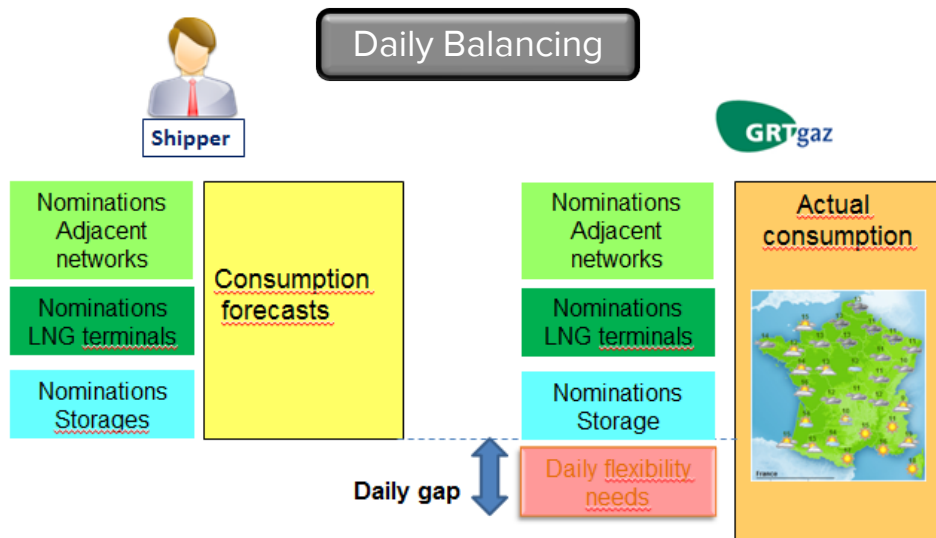 Daily Balancing
Shipper
GRTgaz
Nominations
Adjacent
networks
Nominations
LNG terminals
Nominations
Storages
Consumption
forecasts
Nominations
Adjacent
networks
Nominations
LNG terminals
Nominations
Storage
Daily flexibility
needs
Daily gap
Actual
consumption
France